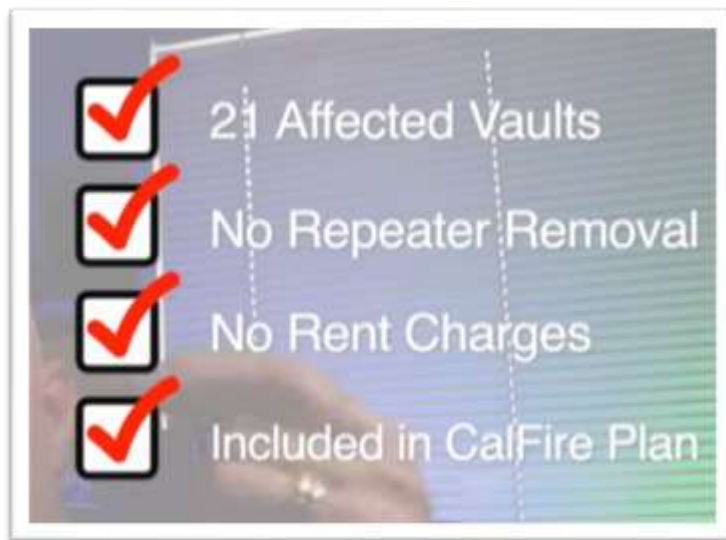 21 Affected Vaults
No Repeater Removal
No Rent Charges
Included in CalFire Plan